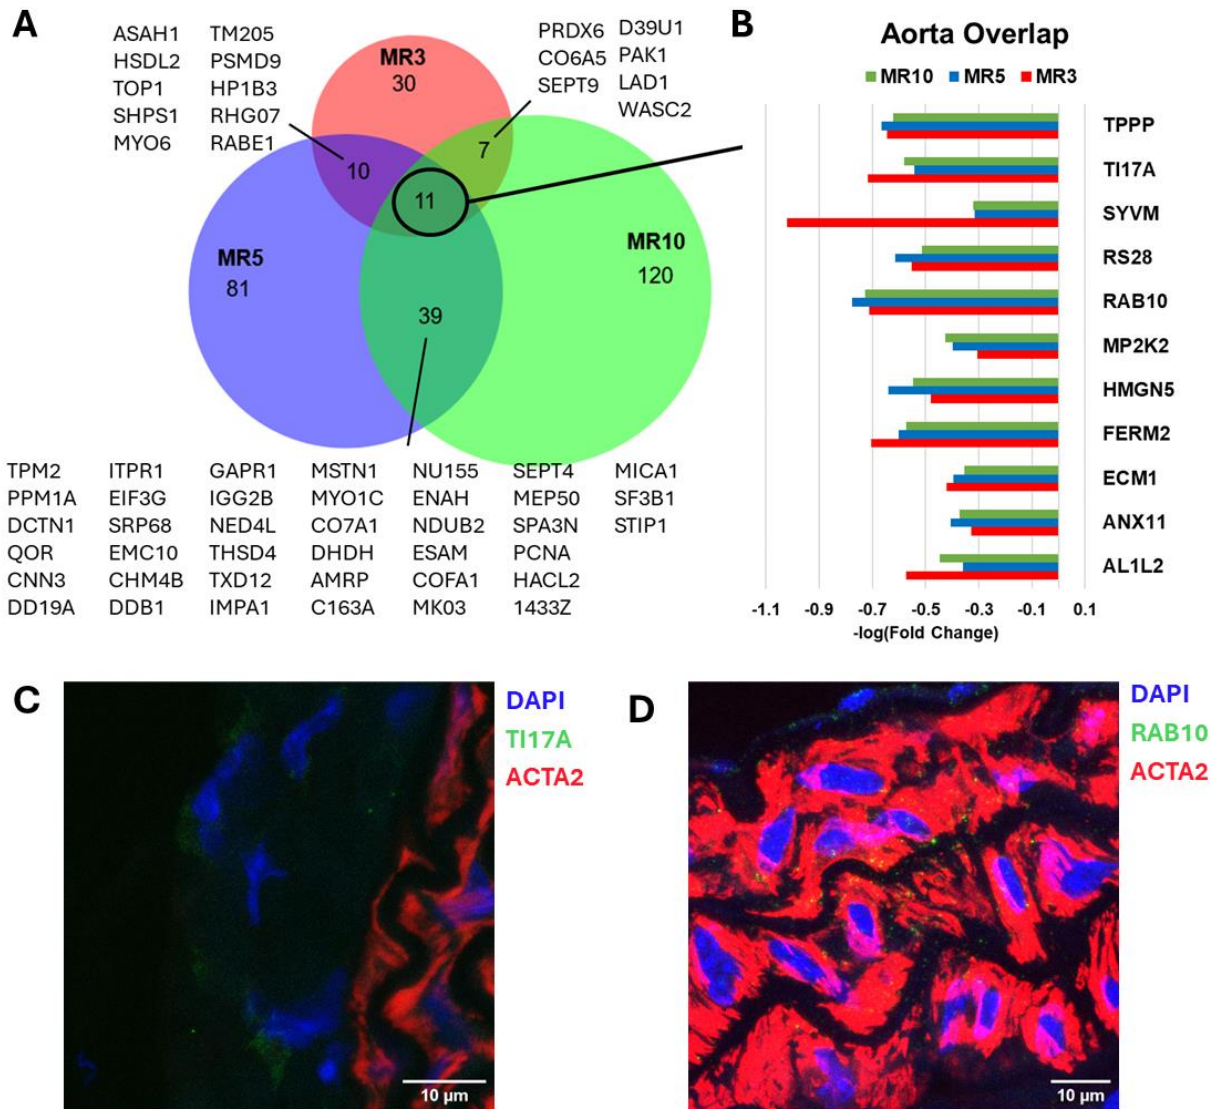 A
ASAH1 TM205
HSDL2 PSMD9
TOP1 HP1B3
SHPS1 RHG07
MYO6 RABE1
PRDX6 D39U1
CO6A5 PAK1
SEPT9 LAD1
WASC2
MR3
30
10
7
11
MR5
81
MR10
120
39
TPM2 ITPR1 GAPR1 MSTN1 NU155 SEPT4 MICA1
PPM1A EIF3G IGG2B MYO1C ENAH MEP50 SF3B1
DCTN1 SRP68 NED4L CO7A1 NDUB2 SPA3N STIP1
QOR EMC10 THSD4 DHDH ESAM PCNA
CNN3 CHM4B TXD12 AMRP COFA1 HACL2
DD19A DDB1 IMPA1 C163A MK03 1433Z
B
Aorta Overlap
MR10 MR5 MR3
TPPP
TI17A
SYVM
RS28
RAB10
MP2K2
HMGN5
FERM2
ECM1
ANX11
AL1L2
-1.1 -0.9 -0.7 -0.5 -0.3 -0.1 0.1
-log(Fold Change)
C
DAPI
TI17A
ACTA2
10 µm
D
DAPI
RAB10
ACTA2
10 µm